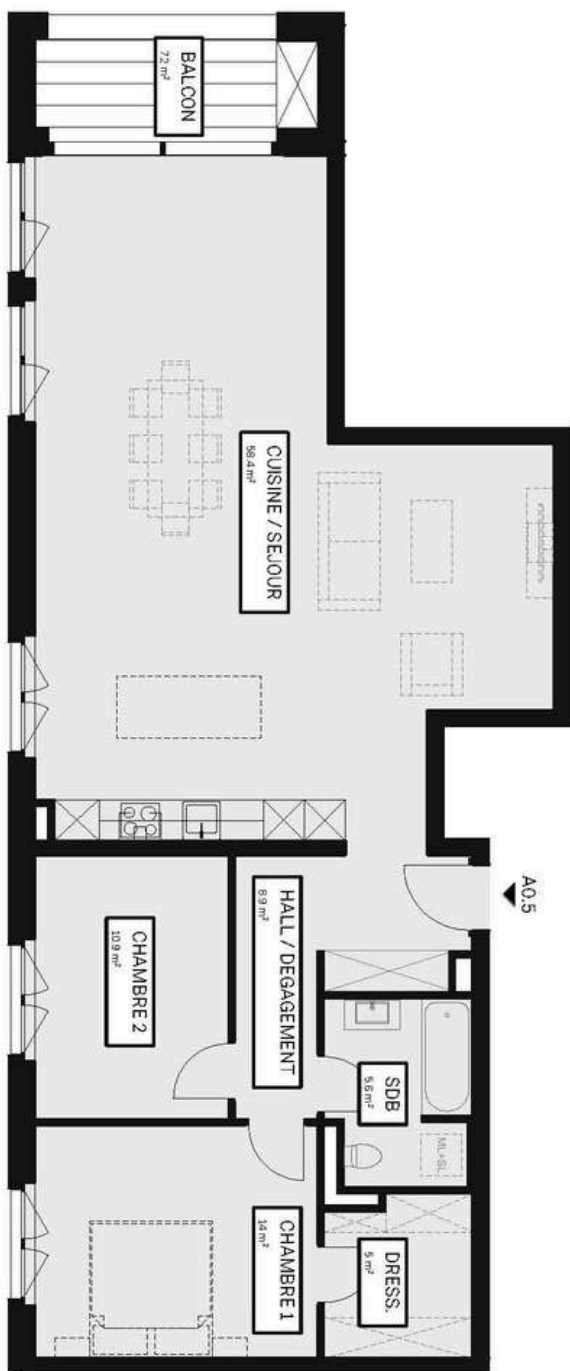 BALCON
7.2 m²
CUISINE / SEJOUR
58.4 m²
A0.5
HALL / DEGAGEMENT
8.9 m²
CHAMBRE 2
10.9 m²
SDB
5.6 m²
ML+SL
CHAMBRE 1
14 m²
DRESS.
5 m²